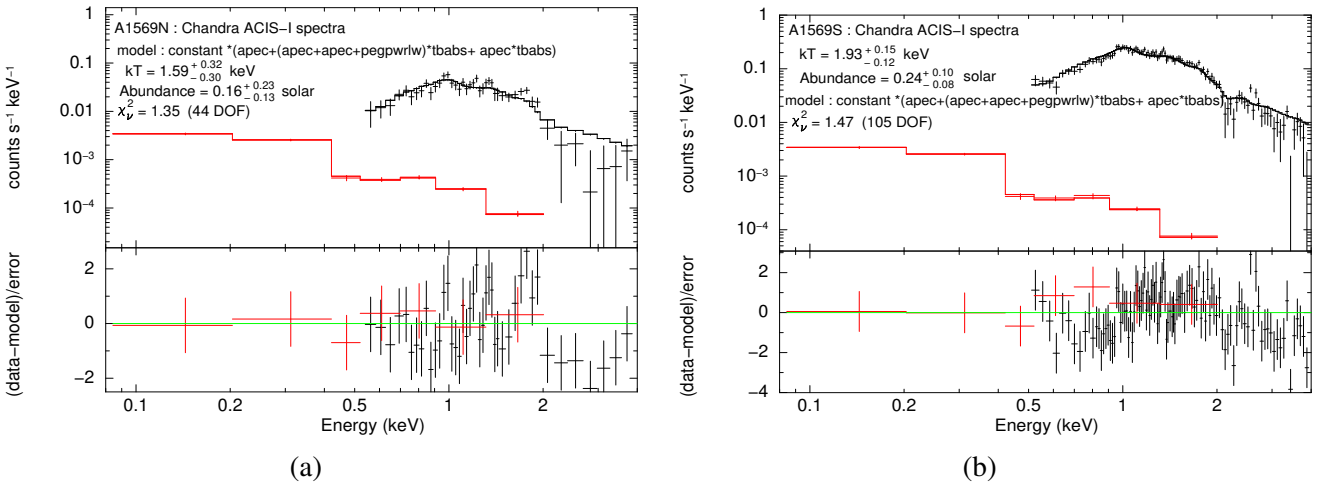 A1569N : Chandra ACIS−I spectra
model : constant *(apec+(apec+apec+pegpwrlw)*tbabs+ apec*tbabs)
kT = 1.59 +0.32 −0.30 keV
Abundance = 0.16 +0.23 −0.13 solar
χ²ν = 1.35 (44 DOF)
counts s−1 keV−1
1
0.1
0.01
10−3
10−4
(data−model)/error
2
0
−2
0.1 0.2 0.5 1 2
Energy (keV)
(a)
A1569S : Chandra ACIS−I spectra
kT = 1.93 +0.15 −0.12 keV
Abundance = 0.24 +0.10 −0.08 solar
model : constant *(apec+(apec+apec+pegpwrlw)*tbabs+ apec*tbabs)
χ²ν = 1.47 (105 DOF)
counts s−1 keV−1
1
0.1
0.01
10−3
10−4
(data−model)/error
2
0
−2
−4
0.1 0.2 0.5 1 2
Energy (keV)
(b)